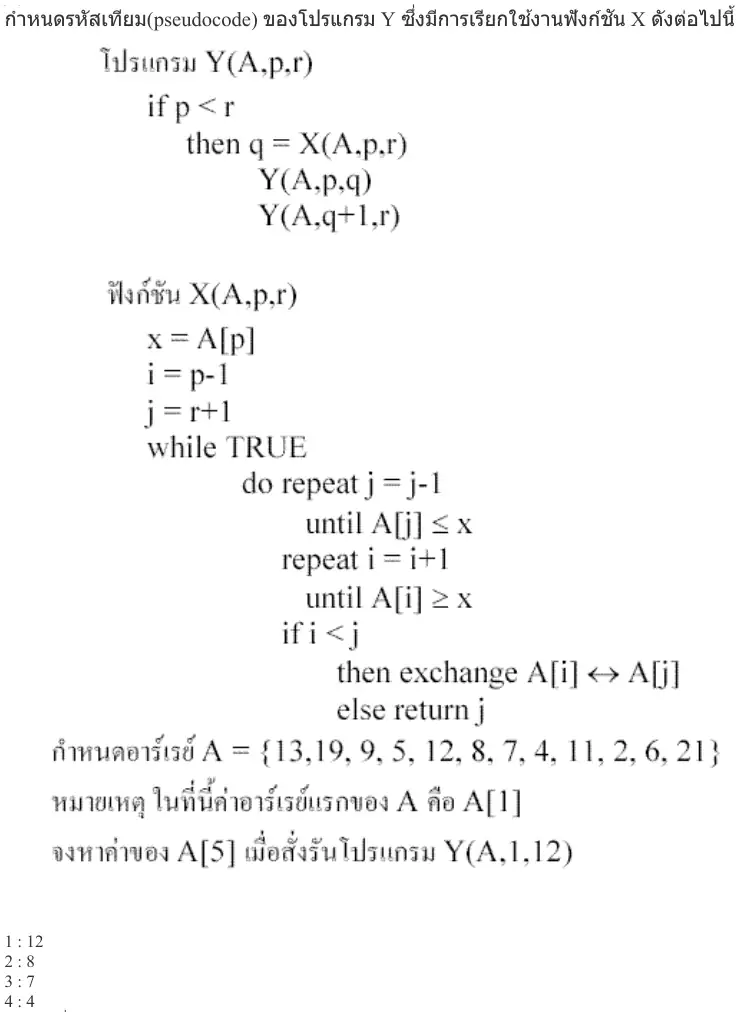 กำหนดรหัสเทียม(pseudocode) ของโปรแกรม Y ซึ่งมีการเรียกใช้งานฟังก์ชัน X ดังต่อไปนี้
โปรแกรม Y(A,p,r)
if p < r
then q = X(A,p,r)
Y(A,p,q)
Y(A,q+1,r)
ฟังก์ชัน X(A,p,r)
x = A[p]
i = p-1
j = r+1
while TRUE
do repeat j = j-1
until A[j] ≤ x
repeat i = i+1
until A[i] ≥ x
if i < j
then exchange A[i] ↔ A[j]
else return j
กำหนดอาร์เรย์ A = {13,19, 9, 5, 12, 8, 7, 4, 11, 2, 6, 21}
หมายเหตุ ในที่นี้ค่าอาร์เรย์แรกของ A คือ A[1]
จงหาค่าของ A[5] เมื่อสั่งรันโปรแกรม Y(A,1,12)
1 : 12
2 : 8
3 : 7
4 : 4